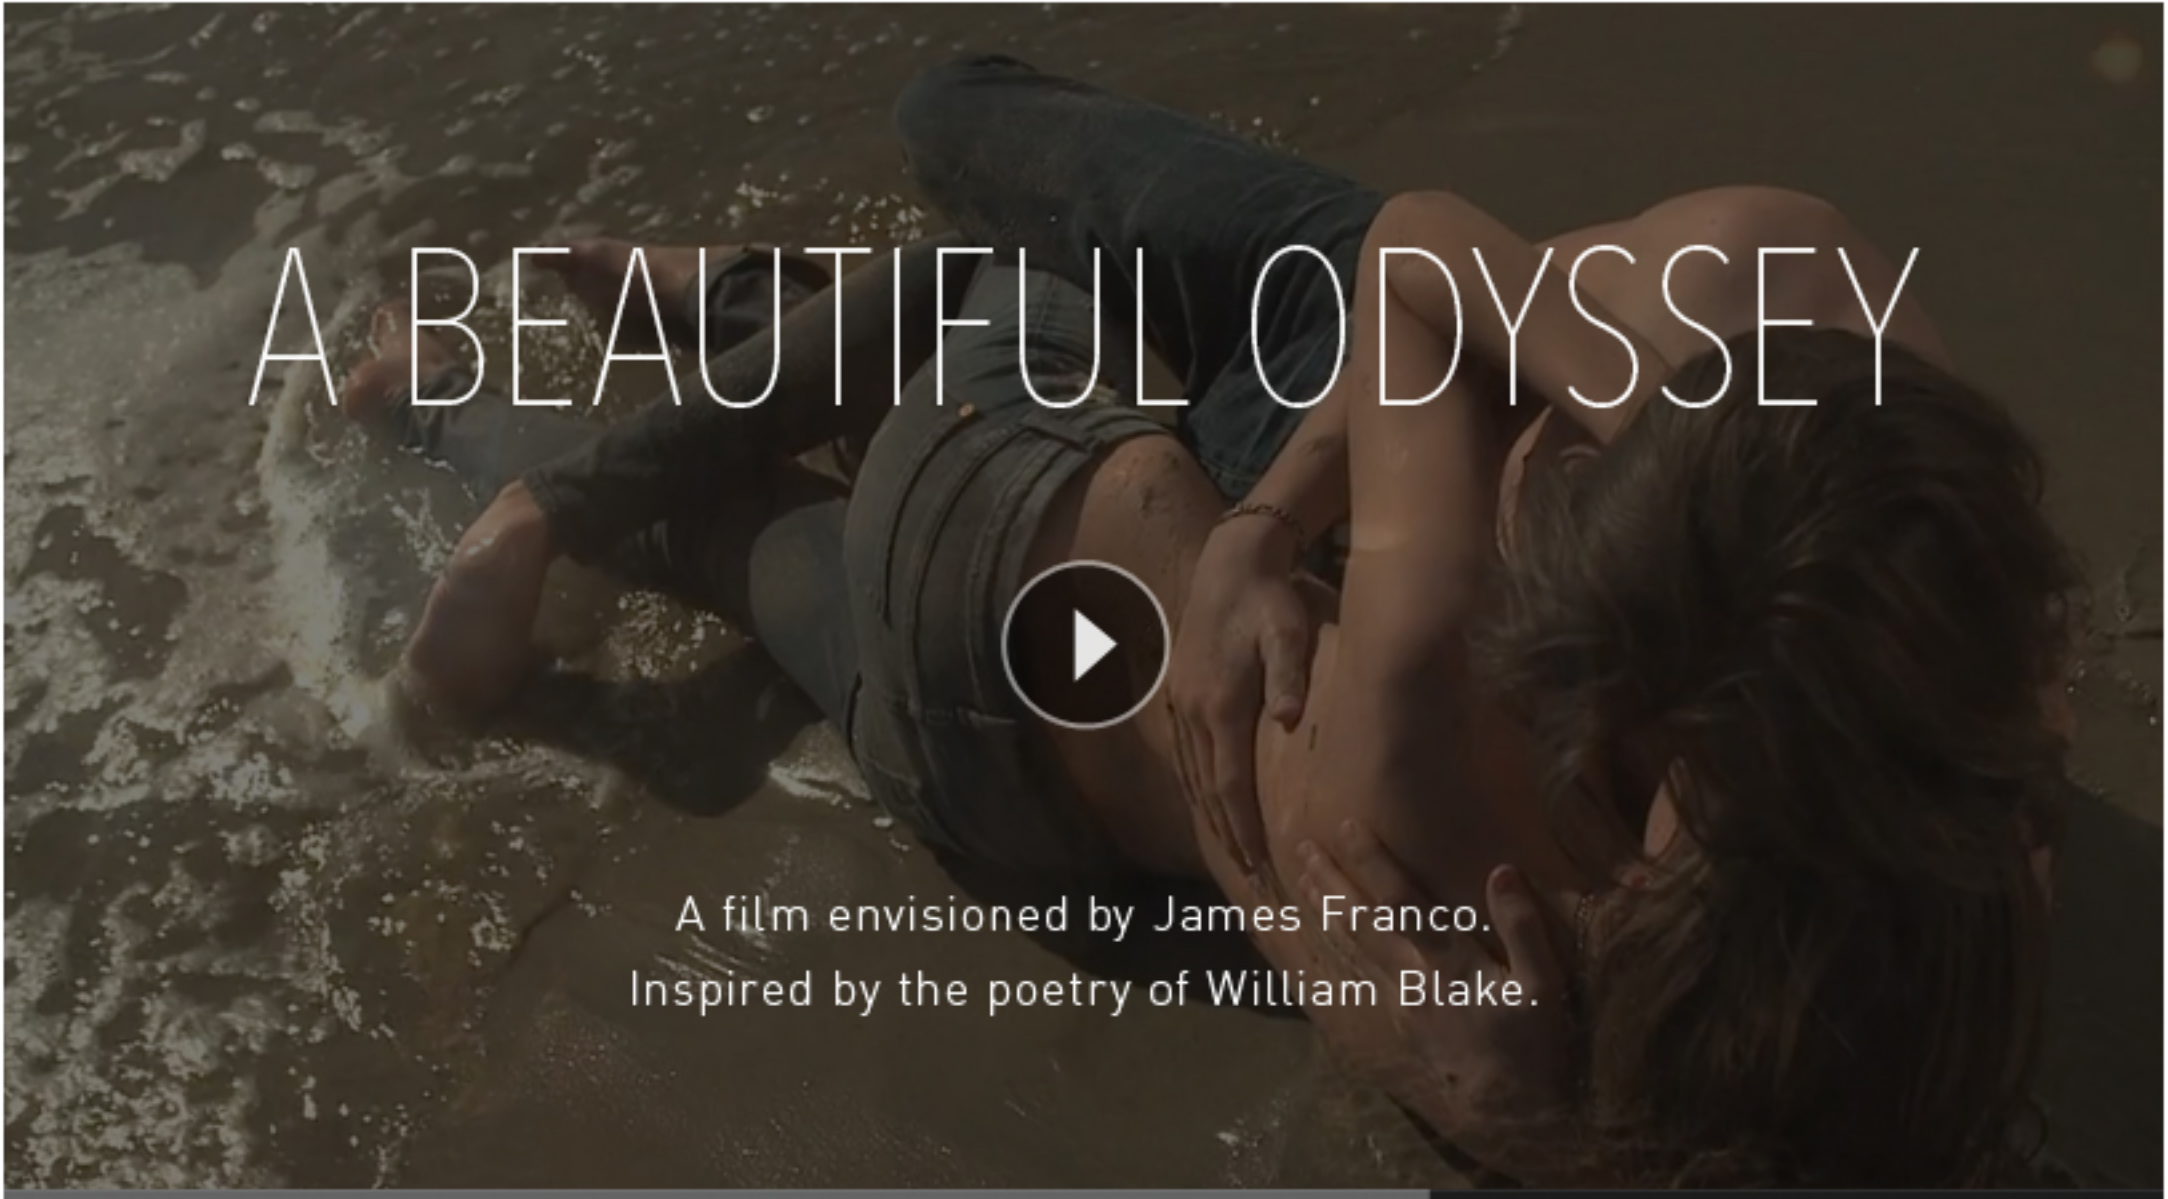 A BEAUTIFUL ODYSSEY
A film envisioned by James Franco.
Inspired by the poetry of William Blake.